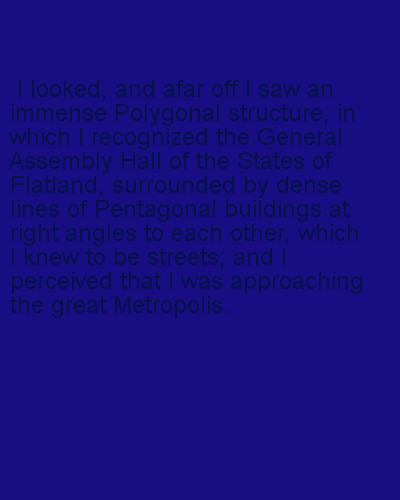 I looked, and afar off I saw an
immense Polygonal structure, in
which I recognized the General
Assembly Hall of the States of
Flatland, surrounded by dense
lines of Pentagonal buildings at
right angles to each other, which
I knew to be streets; and I
perceived that I was approaching
the great Metropolis.